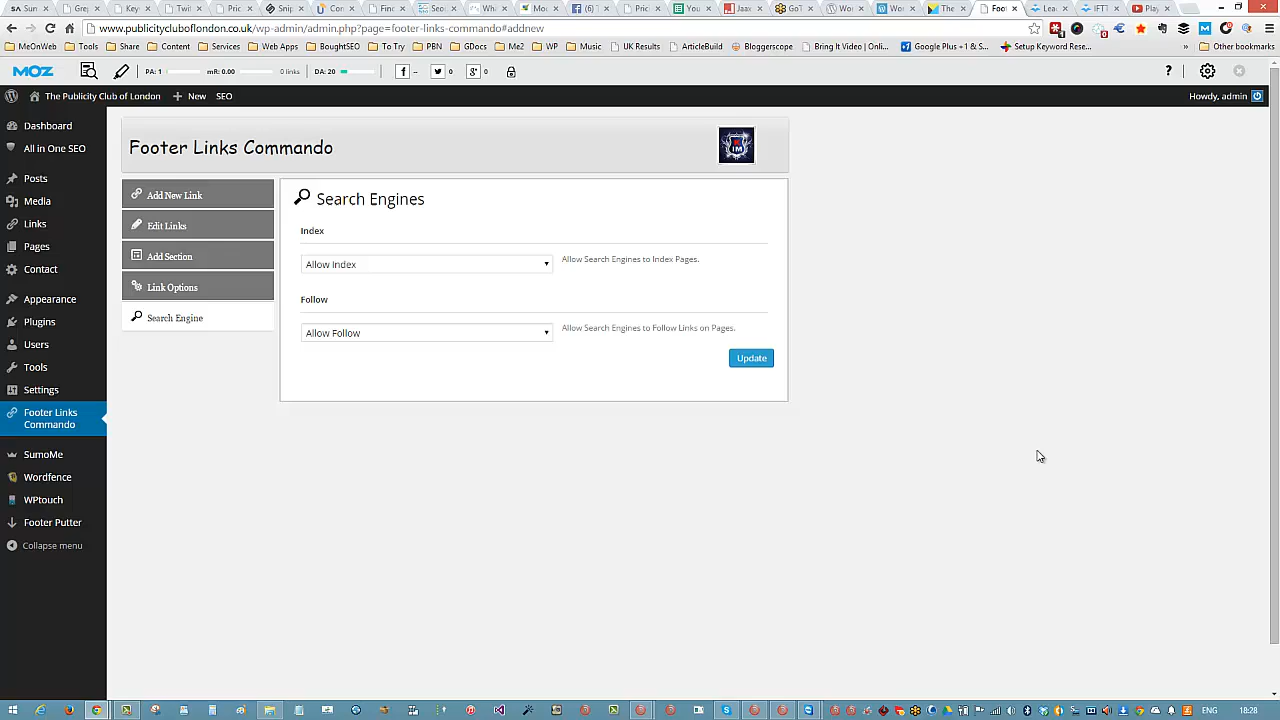 www.publicitycluboflondon.co.uk/wp-admin/admin.php?page=footer-links-commando#addnew
MeOnWeb Tools Share Content Services Web Apps BoughtSEO To Try PBN GDocs Me2 WP Music UK Results ArticleBuild Bloggerscope Bring It Video | Onl... Google Plus +1 & S... Setup Keyword Rese... » Other bookmarks
MOZ PA: 1 mR: 0.00 0 links DA: 20 f -- 0 g+ 0 ?
The Publicity Club of London + New SEO Howdy, admin
Dashboard
All in One SEO
Posts
Media
Links
Pages
Contact
Appearance
Plugins
Users
Tools
Settings
Footer Links
Commando
SumoMe
Wordfence
WPtouch
Footer Putter
Collapse menu
Footer Links Commando
IM
Add New Link
Edit Links
Add Section
Link Options
Search Engine
Search Engines
Index
Allow Index
Allow Search Engines to Index Pages.
Follow
Allow Follow
Allow Search Engines to Follow Links on Pages.
Update
ENG 18:28